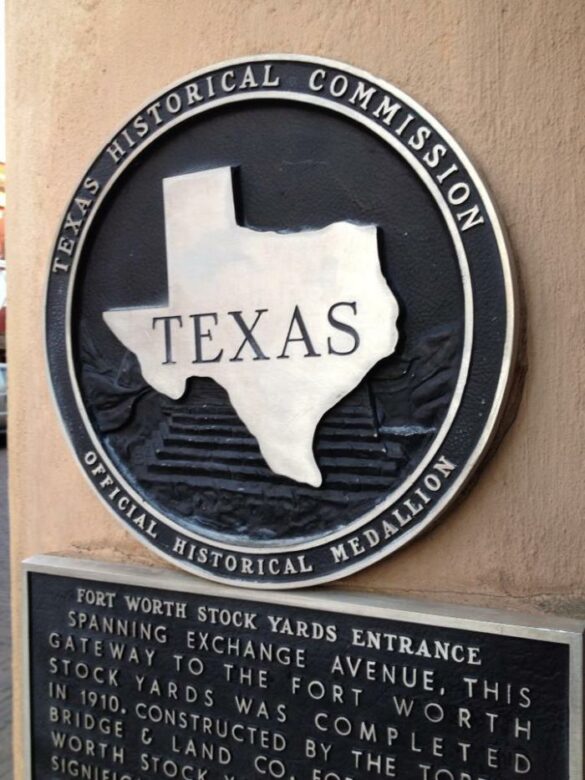 TEXAS HISTORICAL COMMISSION
TEXAS
OFFICIAL HISTORICAL MEDALLION
FORT WORTH STOCK YARDS ENTRANCE
SPANNING EXCHANGE AVENUE, THIS
GATEWAY TO THE FORT WORTH
STOCK YARDS WAS COMPLETED
IN 1910. CONSTRUCTED BY THE
BRIDGE & LAND CO.
WORTH STOCK